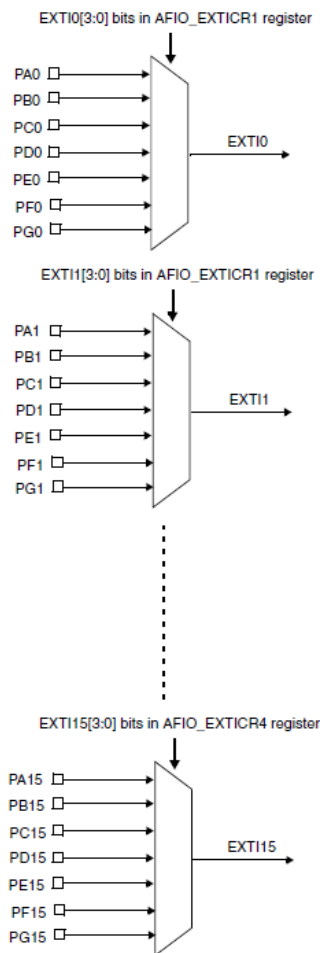 EXTI0[3:0] bits in AFIO_EXTICR1 register
PA0
PB0
PC0
PD0
PE0
PF0
PG0
EXTI0
EXTI1[3:0] bits in AFIO_EXTICR1 register
PA1
PB1
PC1
PD1
PE1
PF1
PG1
EXTI1
EXTI15[3:0] bits in AFIO_EXTICR4 register
PA15
PB15
PC15
PD15
PE15
PF15
PG15
EXTI15